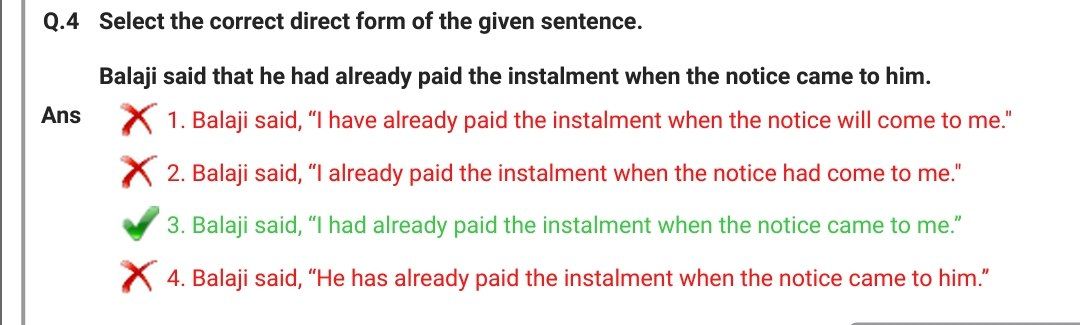 Q.4 Select the correct direct form of the given sentence.
Balaji said that he had already paid the instalment when the notice came to him.
Ans 1. Balaji said, “I have already paid the instalment when the notice will come to me."
2. Balaji said, “I already paid the instalment when the notice had come to me."
3. Balaji said, “I had already paid the instalment when the notice came to me.”
4. Balaji said, “He has already paid the instalment when the notice came to him.”